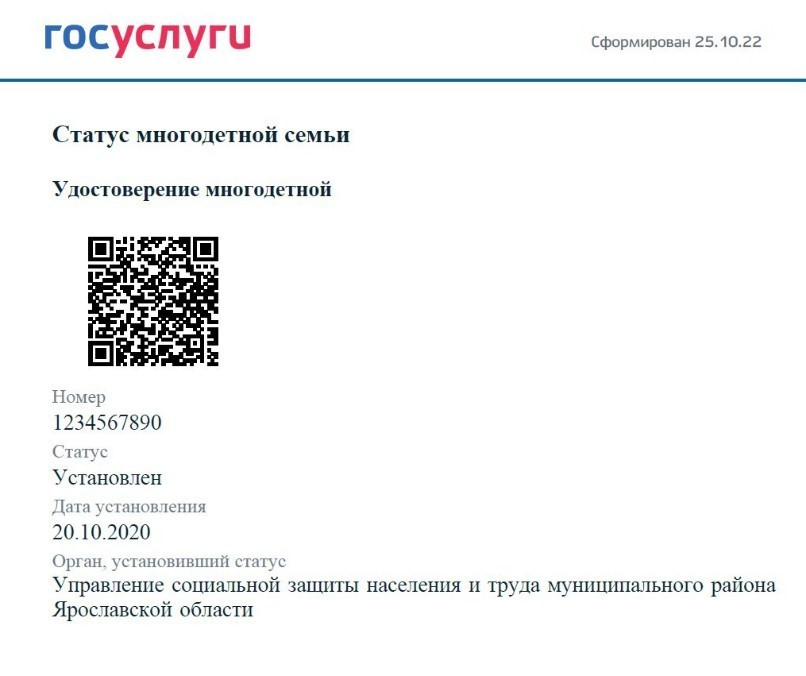 госуслуги
Сформирован 25.10.22
Статус многодетной семьи
Удостоверение многодетной
Номер
1234567890
Статус
Установлен
Дата установления
20.10.2020
Орган, установивший статус
Управление социальной защиты населения и труда муниципального района
Ярославской области